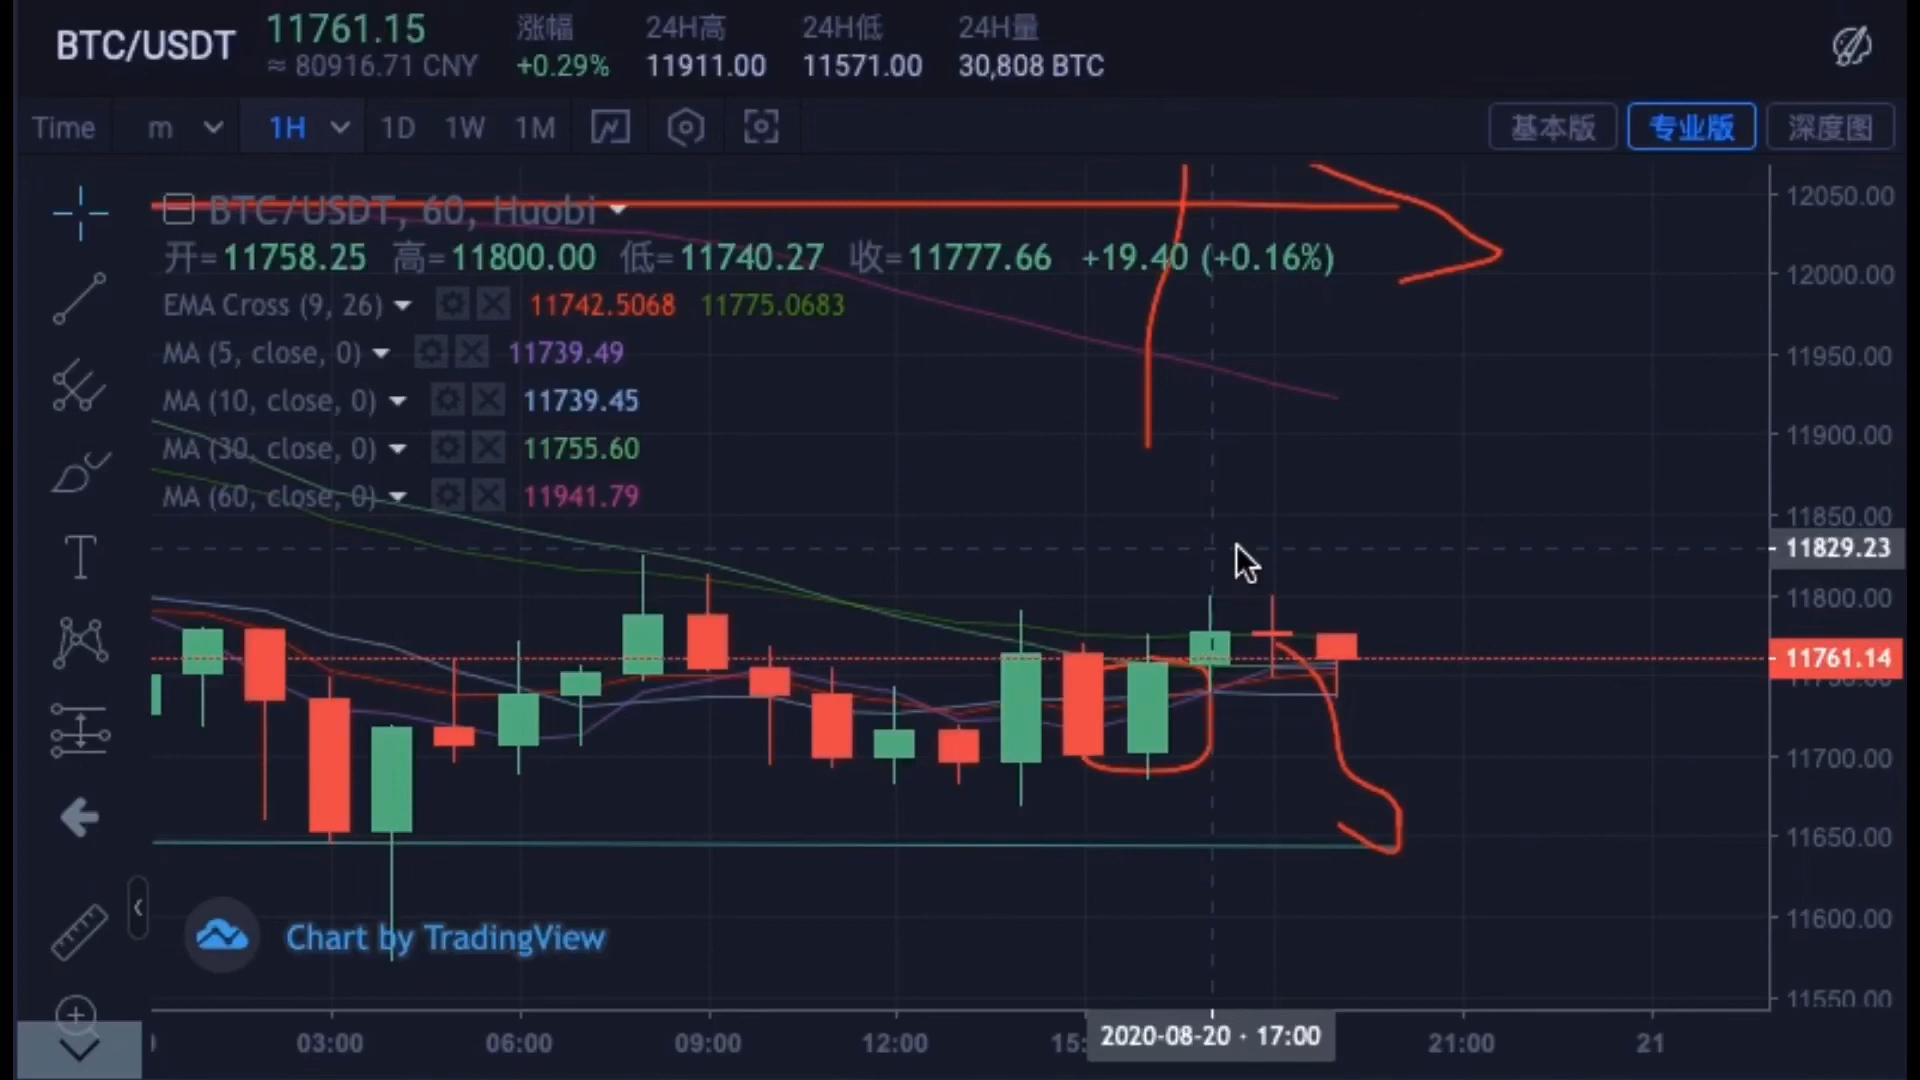 BTC/USDT 11761.15 涨幅 24H高 24H低 24H量
≈ 80916.71 CNY +0.29% 11911.00 11571.00 30,808 BTC
Time m 1H 1D 1W 1M 基本版 专业版 深度图
BTC/USDT, 60, Huobi
开=11758.25 高=11800.00 低=11740.27 收=11777.66 +19.40 (+0.16%)
EMA Cross (9, 26) 11742.5068 11775.0683
MA (5, close, 0) 11739.49
MA (10, close, 0) 11739.45
MA (30, close, 0) 11755.60
MA (60, close, 0) 11941.79
12050.00
12000.00
11950.00
11900.00
11850.00
11829.23
11800.00
11761.14
11700.00
11650.00
11600.00
11550.00
Chart by TradingView
03:00 06:00 09:00 12:00 15: 2020-08-20 · 17:00 21:00 21